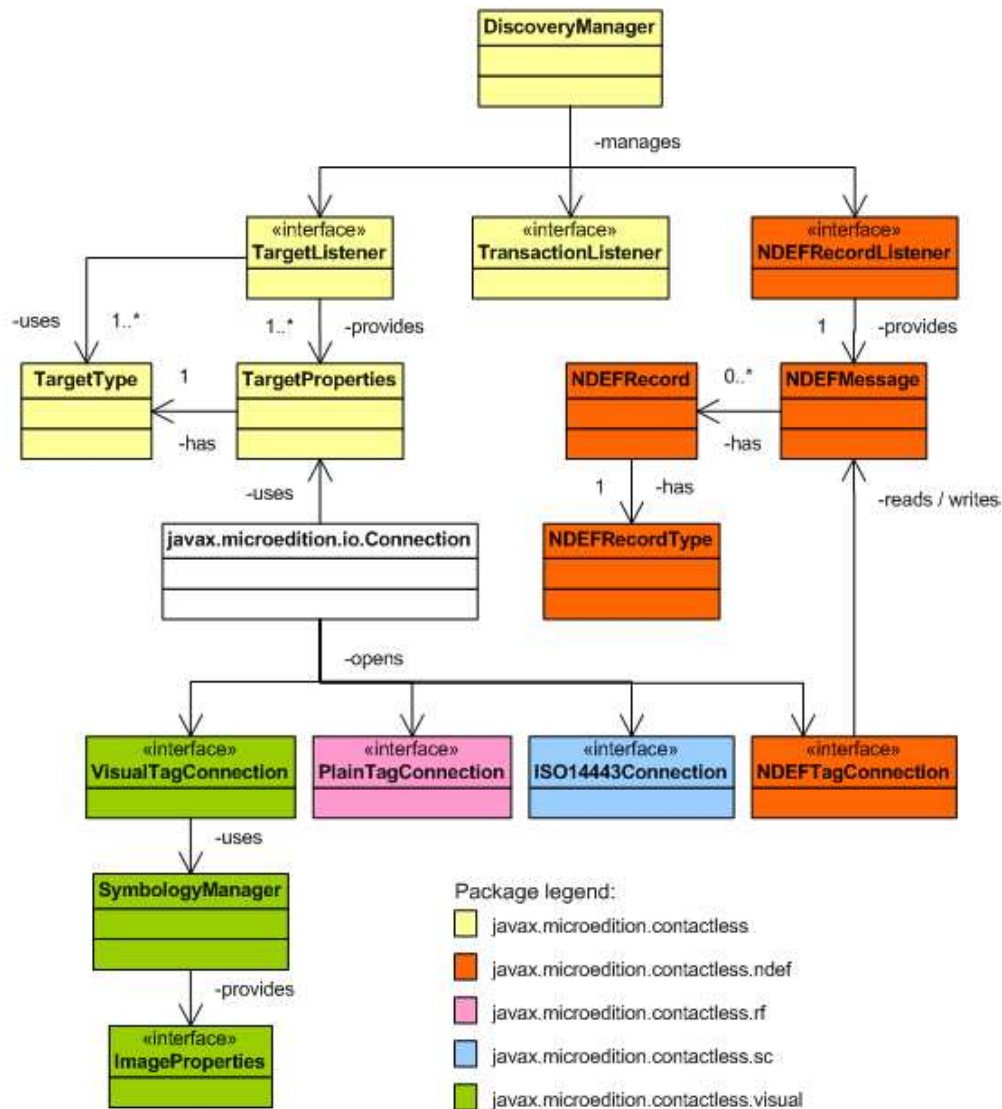 DiscoveryManager
-manages
«interface»
TargetListener
«interface»
TransactionListener
«interface»
NDEFRecordListener
-uses
1..*
1..*
-provides
1
-provides
TargetType
1
TargetProperties
NDEFRecord
0..*
NDEFMessage
-has
-has
-uses
1
-has
-reads / writes
javax.microedition.io.Connection
NDEFRecordType
-opens
«interface»
VisualTagConnection
«interface»
PlainTagConnection
«interface»
ISO14443Connection
«interface»
NDEFTagConnection
-uses
SymbologyManager
-provides
«interface»
ImageProperties
Package legend:
javax.microedition.contactless
javax.microedition.contactless.ndef
javax.microedition.contactless.rf
javax.microedition.contactless.sc
javax.microedition.contactless.visual